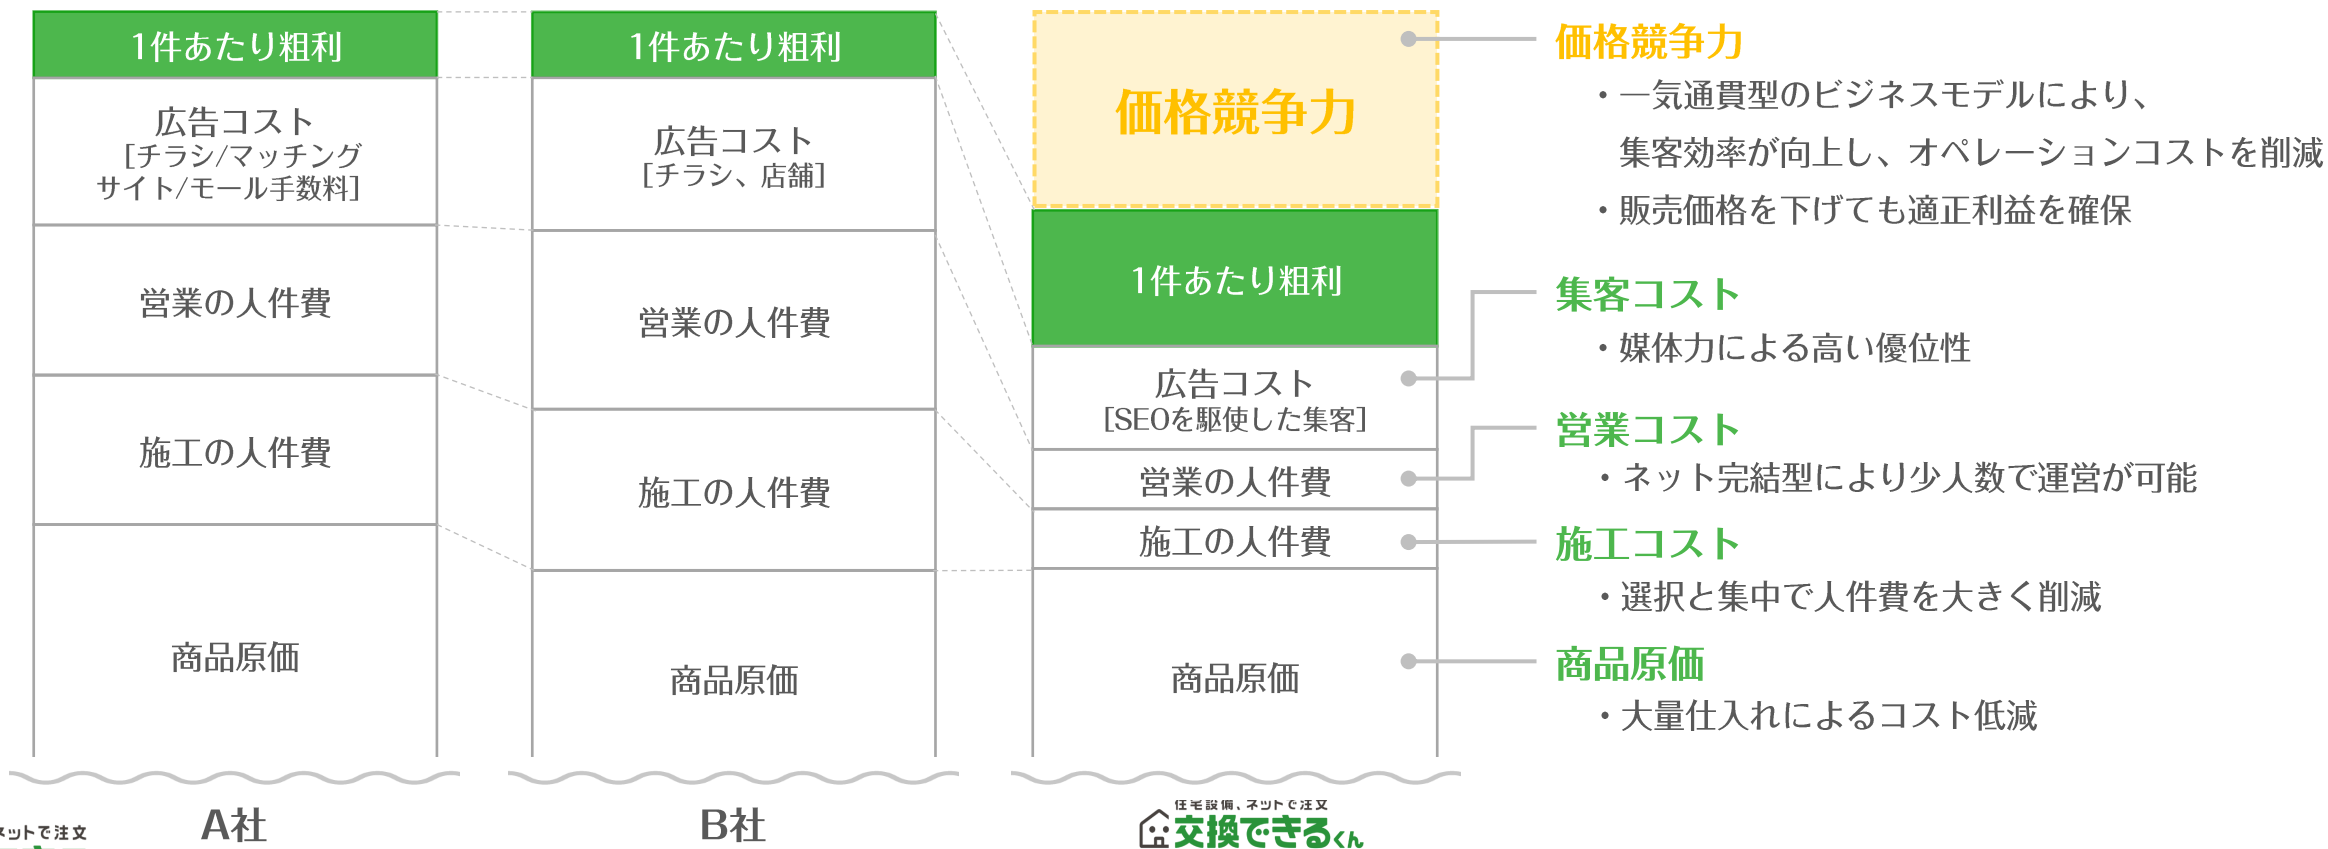 1件あたり粗利
広告コスト
[チラシ/マッチング
サイト/モール手数料]
営業の人件費
施工の人件費
商品原価
A社
1件あたり粗利
広告コスト
[チラシ、店舗]
営業の人件費
施工の人件費
商品原価
B社
価格競争力
1件あたり粗利
広告コスト
[SEOを駆使した集客]
営業の人件費
施工の人件費
商品原価
住宅設備、ネットで注文
交換できるくん
価格競争力
・一気通貫型のビジネスモデルにより、
集客効率が向上し、オペレーションコストを削減
・販売価格を下げても適正利益を確保
集客コスト
・媒体力による高い優位性
営業コスト
・ネット完結型により少人数で運営が可能
施工コスト
・選択と集中で人件費を大きく削減
商品原価
・大量仕入れによるコスト低減
ネットで注文